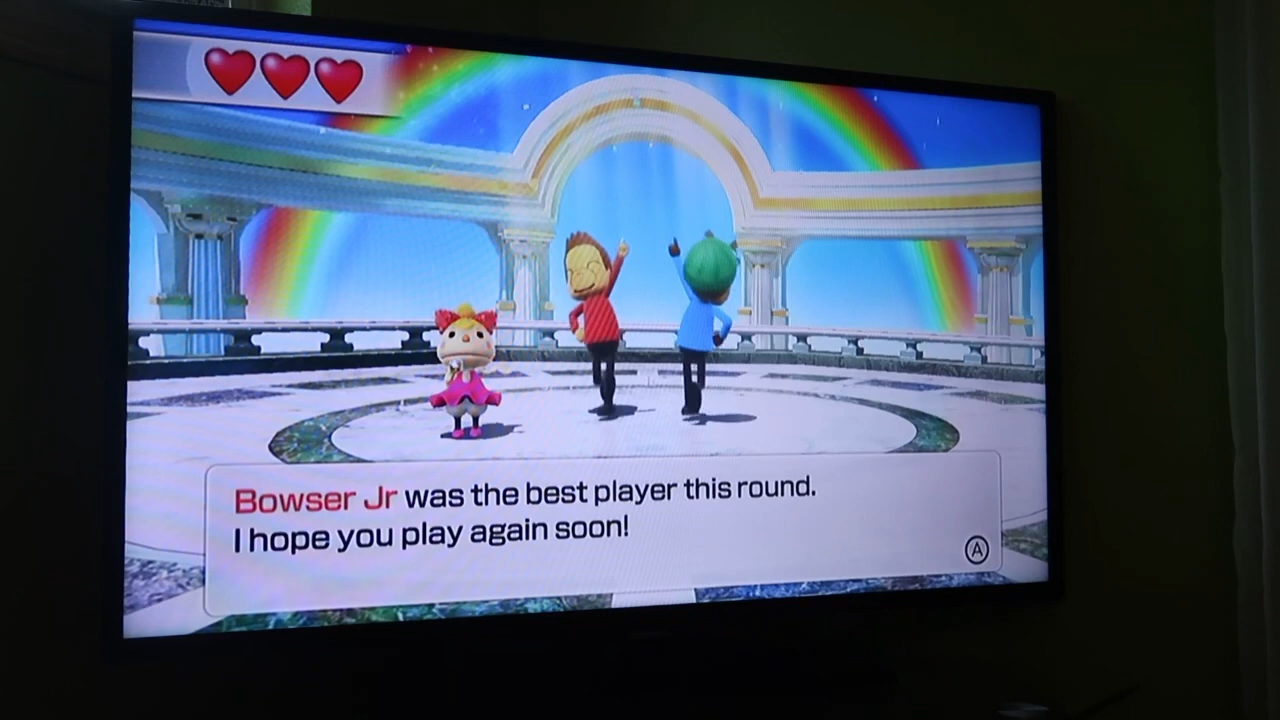 Bowser Jr was the best player this round.
I hope you play again soon!
A